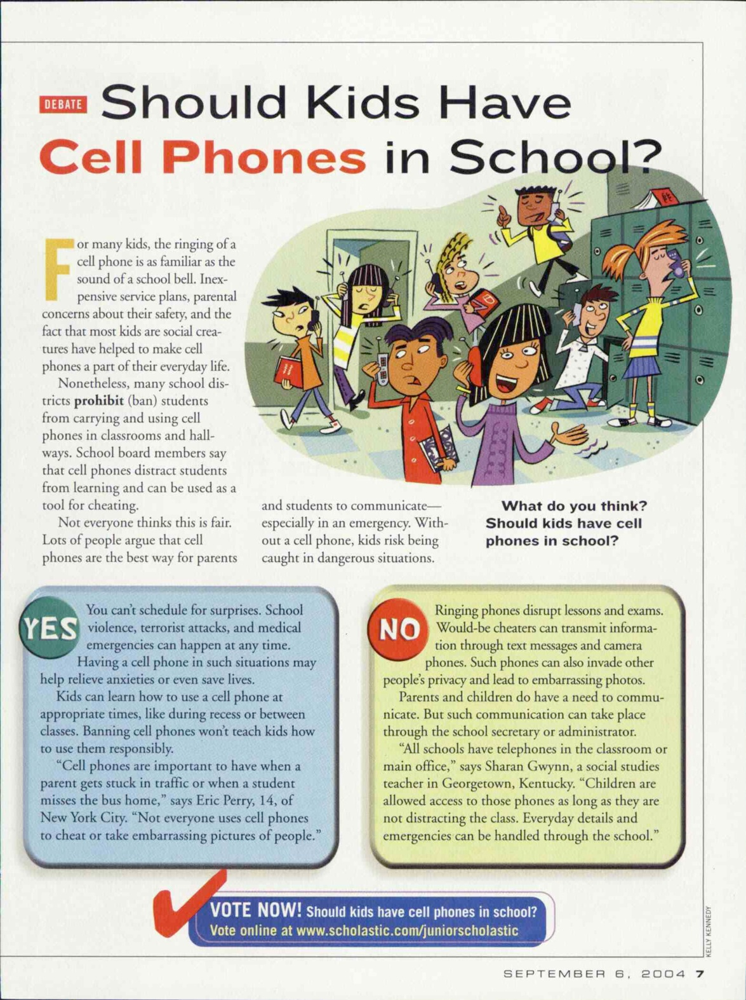 DEBATE Should Kids Have
Cell Phones in School?
For many kids, the ringing of a
cell phone is as familiar as the
sound of a school bell. Inex-
pensive service plans, parental
concerns about their safety, and the
fact that most kids are social crea-
tures have helped to make cell
phones a part of their everyday life.
Nonetheless, many school dis-
tricts prohibit (ban) students
from carrying and using cell
phones in classrooms and hall-
ways. School board members say
that cell phones distract students
from learning and can be used as a
tool for cheating.
Not everyone thinks this is fair.
Lots of people argue that cell
phones are the best way for parents
and students to communicate—
especially in an emergency. With-
out a cell phone, kids risk being
caught in dangerous situations.
What do you think?
Should kids have cell
phones in school?
YES
You can't schedule for surprises. School
violence, terrorist attacks, and medical
emergencies can happen at any time.
Having a cell phone in such situations may
help relieve anxieties or even save lives.
Kids can learn how to use a cell phone at
appropriate times, like during recess or between
classes. Banning cell phones won't teach kids how
to use them responsibly.
"Cell phones are important to have when a
parent gets stuck in traffic or when a student
misses the bus home," says Eric Perry, 14, of
New York City. "Not everyone uses cell phones
to cheat or take embarrassing pictures of people."
NO
Ringing phones disrupt lessons and exams.
Would-be cheaters can transmit informa-
tion through text messages and camera
phones. Such phones can also invade other
people's privacy and lead to embarrassing photos.
Parents and children do have a need to commu-
nicate. But such communication can take place
through the school secretary or administrator.
"All schools have telephones in the classroom or
main office," says Sharan Gwynn, a social studies
teacher in Georgetown, Kentucky. "Children are
allowed access to those phones as long as they are
not distracting the class. Everyday details and
emergencies can be handled through the school."
VOTE NOW! Should kids have cell phones in school?
Vote online at www.scholastic.com/juniorscholastic
KELLY KENNEDY
SEPTEMBER 6, 2004 7